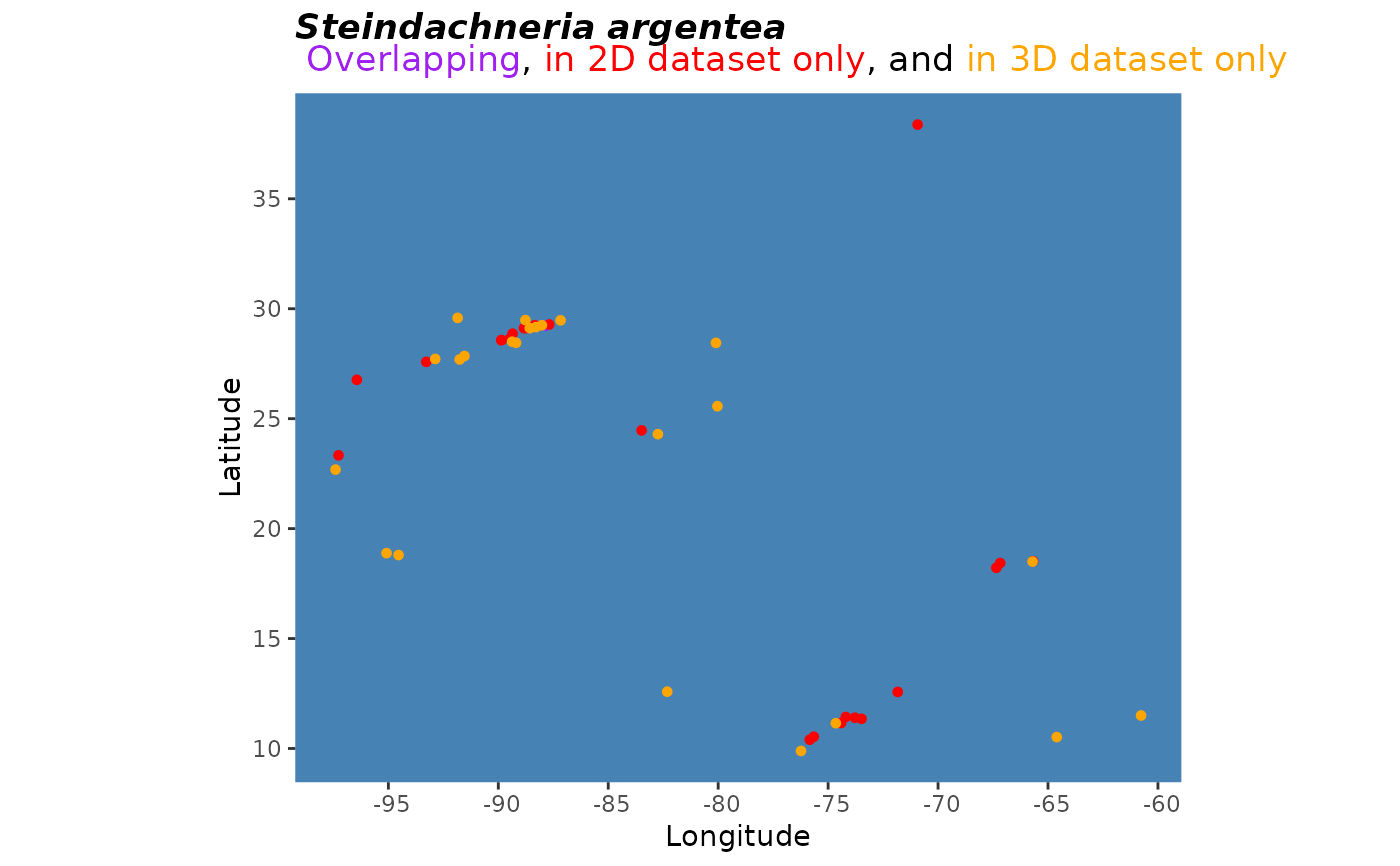 Steindachneria argentea
Overlapping, in 2D dataset only, and in 3D dataset only
35
30
25
20
15
10
Latitude
-95 -90 -85 -80 -75 -70 -65 -60
Longitude